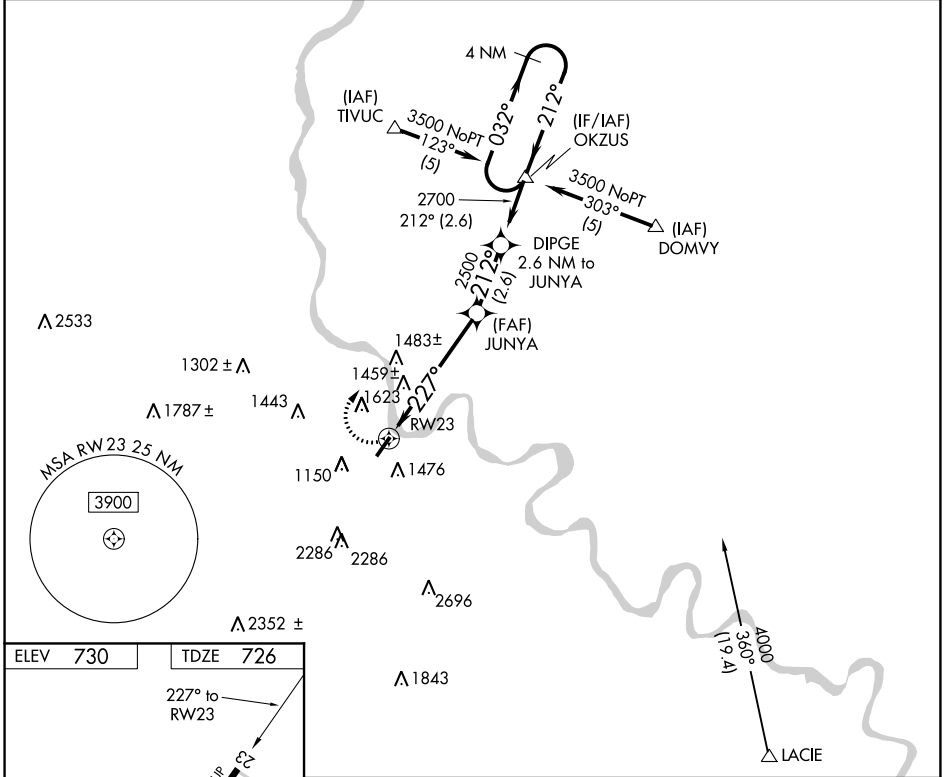 4 NM
032°
212°
(IAF)
TIVUC
3500 NoPT
123°
(5)
(IF/IAF)
OKZUS
3500 NoPT
303°
(5)
(IAF)
DOMVY
2700
212° (2.6)
DIPGE
2.6 NM to
JUNYA
2500
212°
(2.6)
(FAF)
JUNYA
2533
1483±
1302 ±
1459±
227°
1623
1443
1787 ±
RW23
MSA RW23 25 NM
3900
1150
1476
2286
2286
2696
2352 ±
1843
4000
360°
(19.4)
LACIE
ELEV 730
TDZE 726
227° to
RW23
23
UP